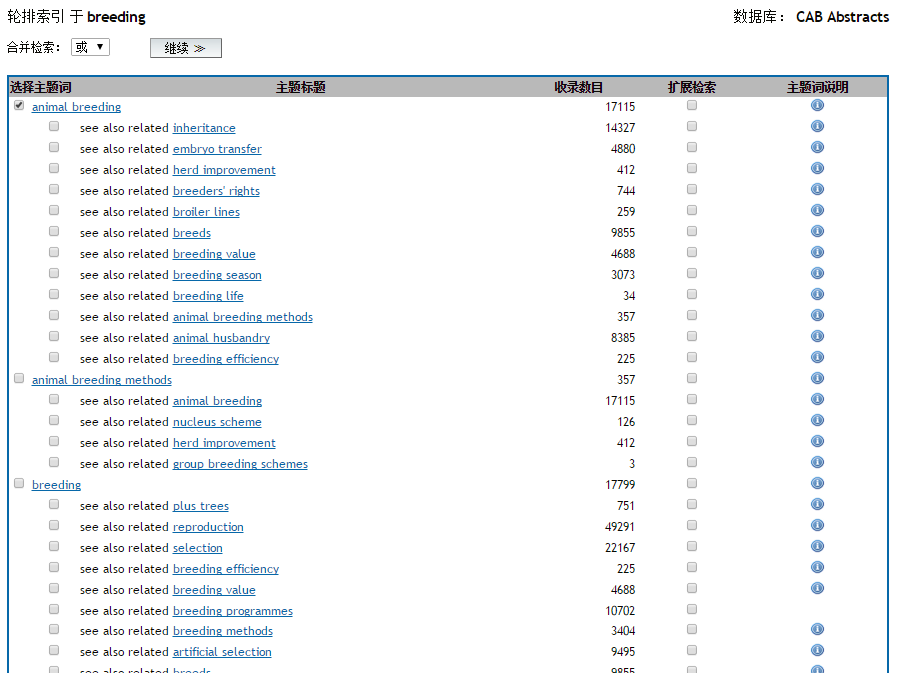 轮排索引 于 breeding 数据库： CAB Abstracts
合并检索： 或 ▼ 继续 ≫
选择主题词 主题标题 收录数目 扩展检索 主题词说明
animal breeding 17115
see also related inheritance 14327
see also related embryo transfer 4880
see also related herd improvement 412
see also related breeders' rights 744
see also related broiler lines 259
see also related breeds 9855
see also related breeding value 4688
see also related breeding season 3073
see also related breeding life 34
see also related animal breeding methods 357
see also related animal husbandry 8385
see also related breeding efficiency 225
animal breeding methods 357
see also related animal breeding 17115
see also related nucleus scheme 126
see also related herd improvement 412
see also related group breeding schemes 3
breeding 17799
see also related plus trees 751
see also related reproduction 49291
see also related selection 22167
see also related breeding efficiency 225
see also related breeding value 4688
see also related breeding programmes 10702
see also related breeding methods 3404
see also related artificial selection 9495
see also related breeds 9855